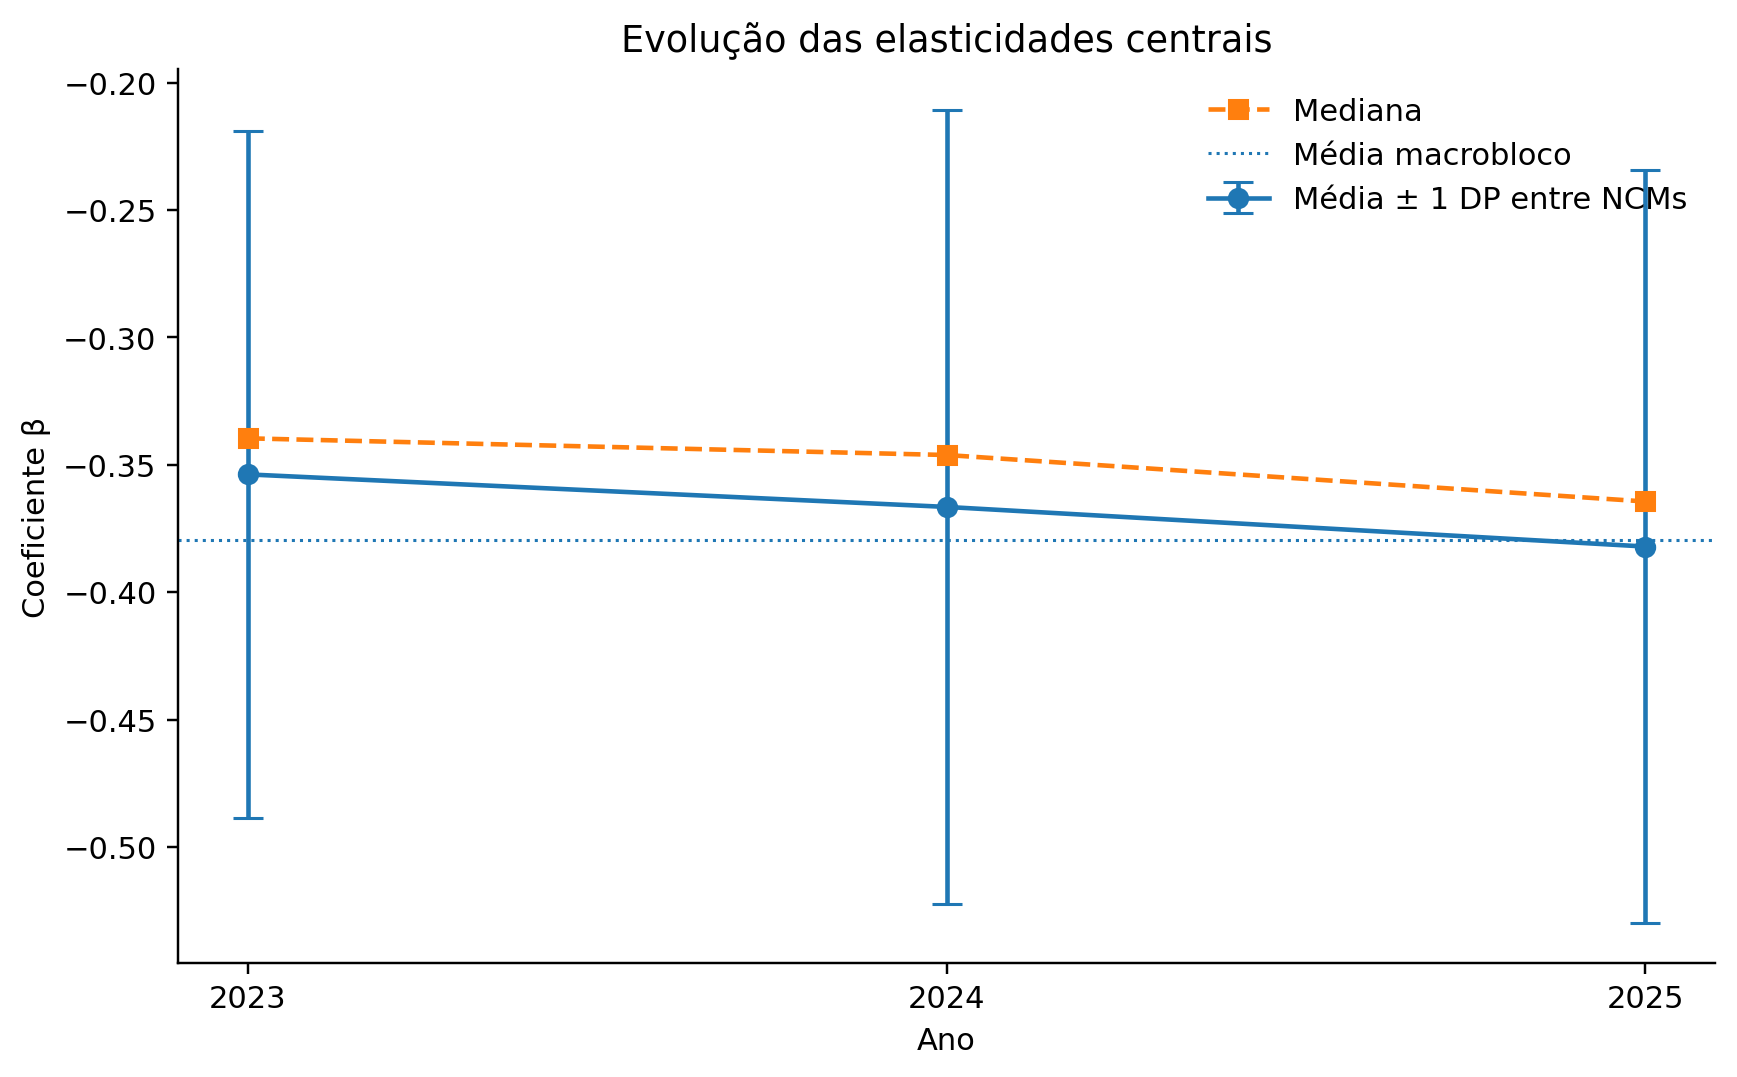 Evolução das elasticidades centrais
Mediana
Média macrobloco
Média ± 1 DP entre NCMs
−0.20
−0.25
−0.30
−0.35
−0.40
−0.45
−0.50
Coeficiente β
2023
2024
2025
Ano